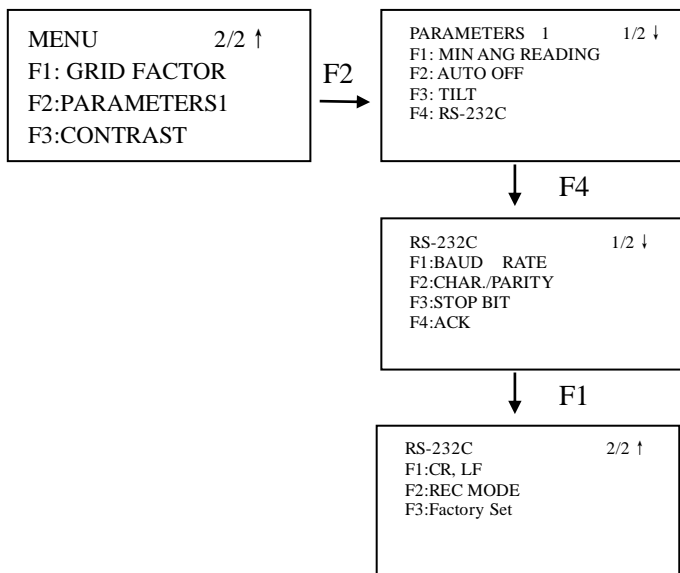 MENU 2/2 ↑
F1: GRID FACTOR
F2:PARAMETERS1
F3:CONTRAST
F2
PARAMETERS 1 1/2 ↓
F1: MIN ANG READING
F2: AUTO OFF
F3: TILT
F4: RS-232C
F4
RS-232C 1/2 ↓
F1:BAUD RATE
F2:CHAR./PARITY
F3:STOP BIT
F4:ACK
F1
RS-232C 2/2 ↑
F1:CR, LF
F2:REC MODE
F3:Factory Set